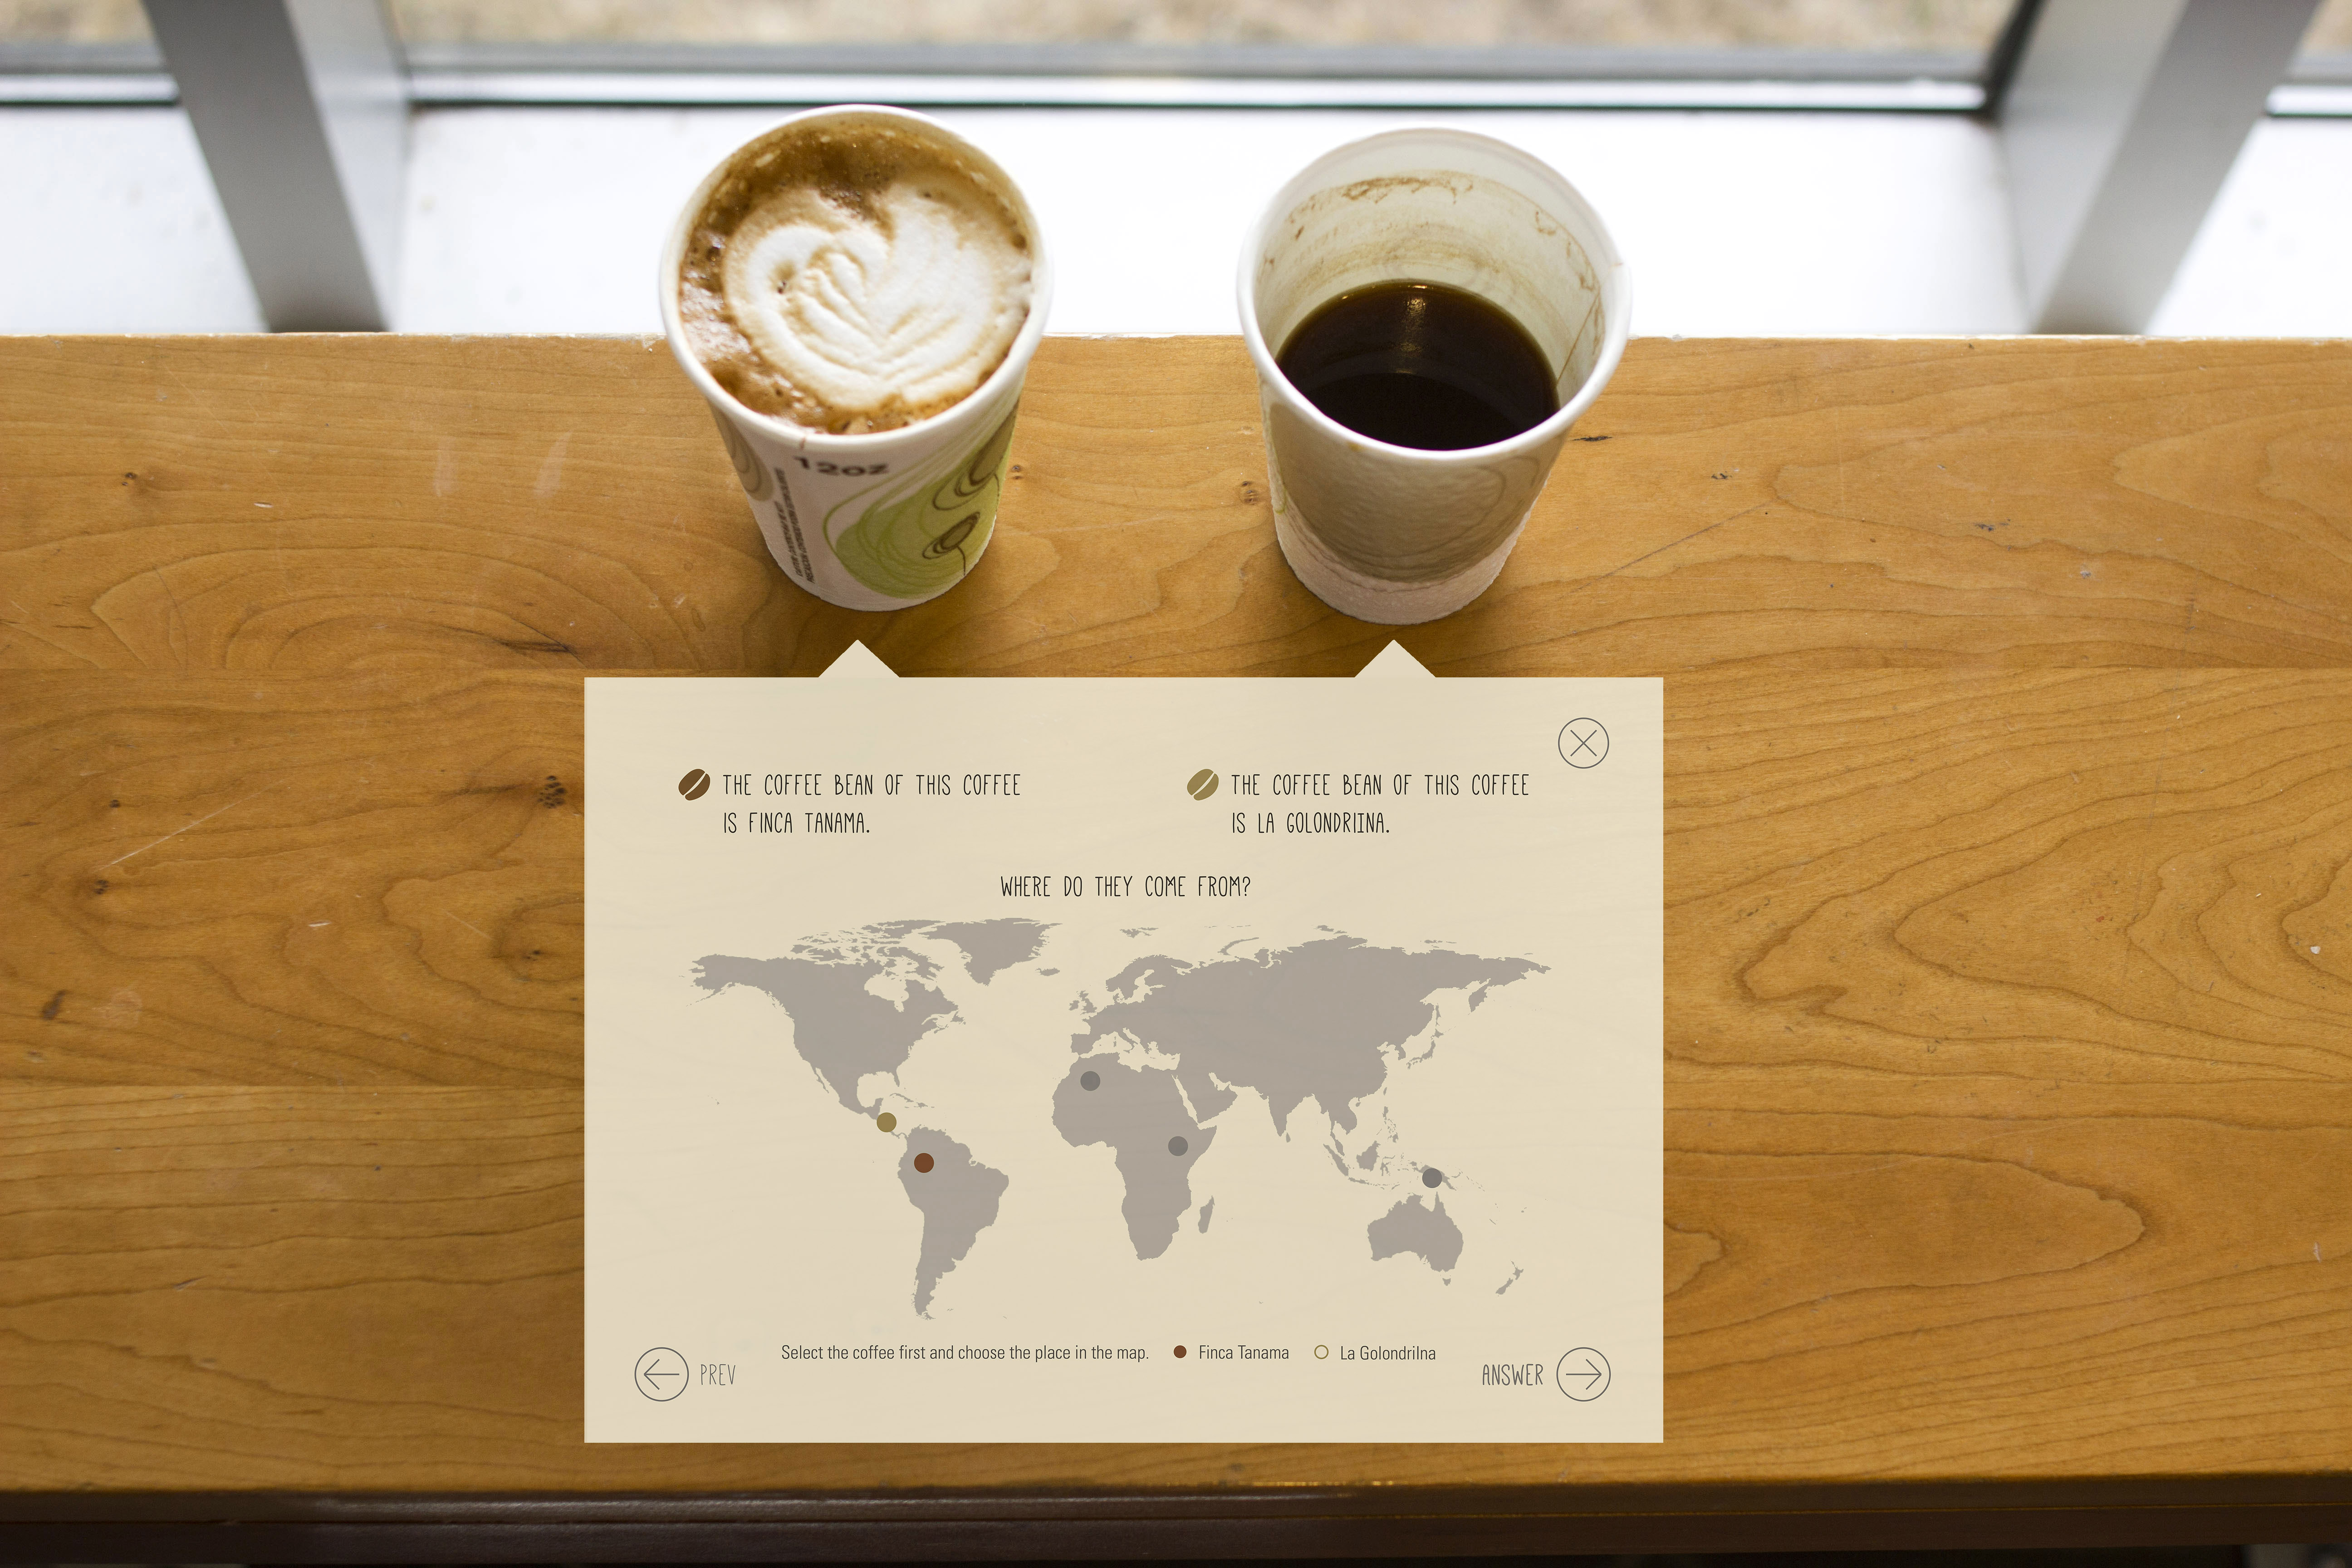 12oz
THE COFFEE BEAN OF THIS COFFEE
IS FINCA TANAMA.
THE COFFEE BEAN OF THIS COFFEE
IS LA GOLONDRIINA.
WHERE DO THEY COME FROM?
Select the coffee first and choose the place in the map.
Finca Tanama
La GolondriIna
PREV
ANSWER